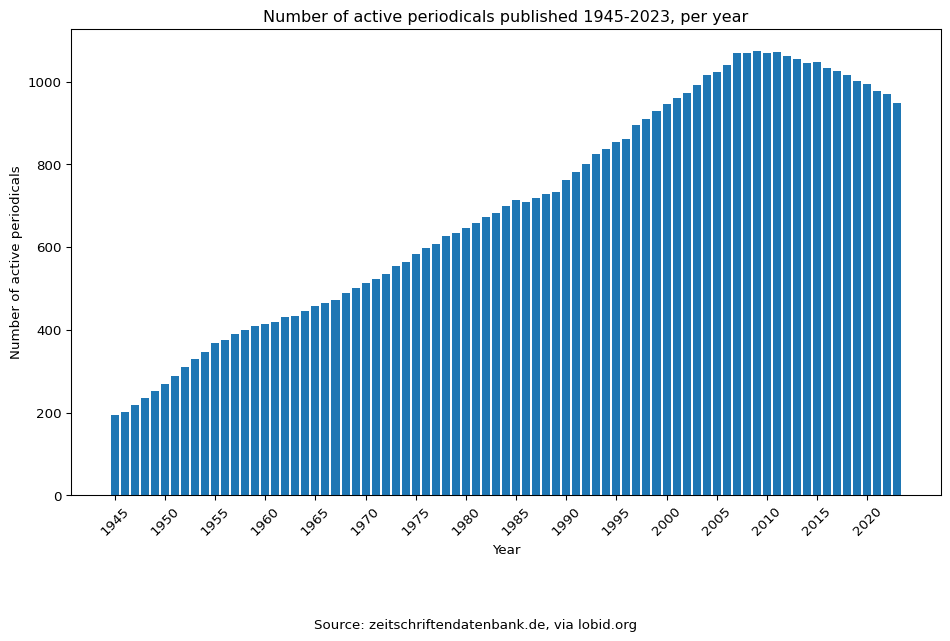 Number of active periodicals published 1945-2023, per year
Number of active periodicals
1000
800
600
400
200
0
1945 1950 1955 1960 1965 1970 1975 1980 1985 1990 1995 2000 2005 2010 2015 2020
Year
Source: zeitschriftendatenbank.de, via lobid.org